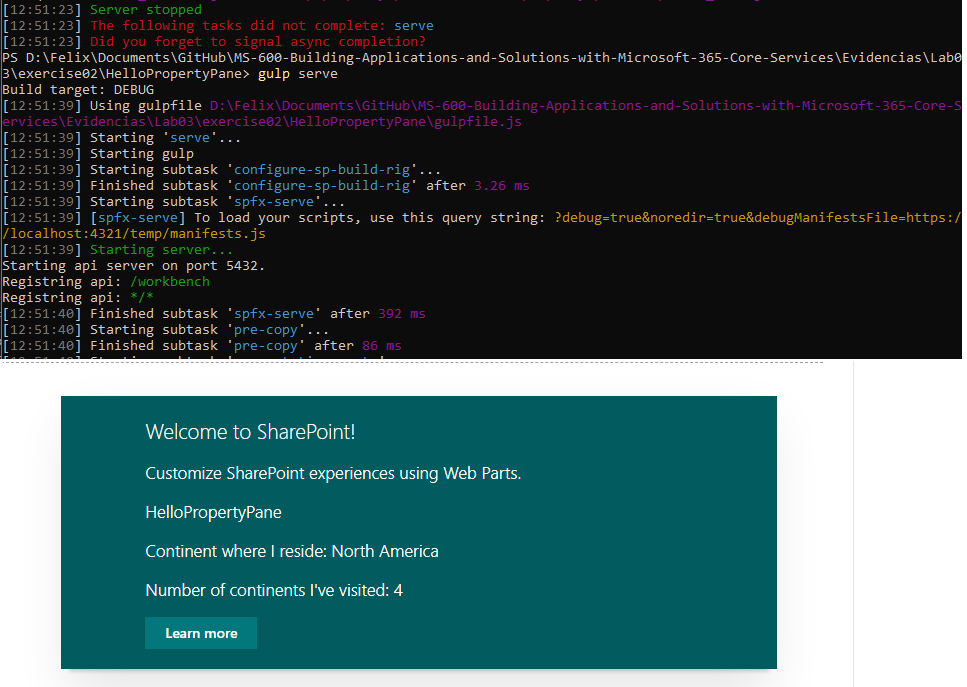 [12:51:23] Server stopped
[12:51:23] The following tasks did not complete: serve
[12:51:23] Did you forget to signal async completion?
PS D:\Felix\Documents\GitHub\MS-600-Building-Applications-and-Solutions-with-Microsoft-365-Core-Services\Evidencias\Lab0
3\exercise02\HelloPropertyPane> gulp serve
Build target: DEBUG
[12:51:39] Using gulpfile D:\Felix\Documents\GitHub\MS-600-Building-Applications-and-Solutions-with-Microsoft-365-Core-S
ervices\Evidencias\Lab03\exercise02\HelloPropertyPane\gulpfile.js
[12:51:39] Starting 'serve'...
[12:51:39] Starting gulp
[12:51:39] Starting subtask 'configure-sp-build-rig'...
[12:51:39] Finished subtask 'configure-sp-build-rig' after 3.26 ms
[12:51:39] Starting subtask 'spfx-serve'...
[12:51:39] [spfx-serve] To load your scripts, use this query string: ?debug=true&noredir=true&debugManifestsFile=https:/
/localhost:4321/temp/manifests.js
[12:51:39] Starting server...
Starting api server on port 5432.
Registring api: /workbench
Registring api: */*
[12:51:40] Finished subtask 'spfx-serve' after 392 ms
[12:51:40] Starting subtask 'pre-copy'...
[12:51:40] Finished subtask 'pre-copy' after 86 ms
Welcome to SharePoint!
Customize SharePoint experiences using Web Parts.
HelloPropertyPane
Continent where I reside: North America
Number of continents I've visited: 4
Learn more